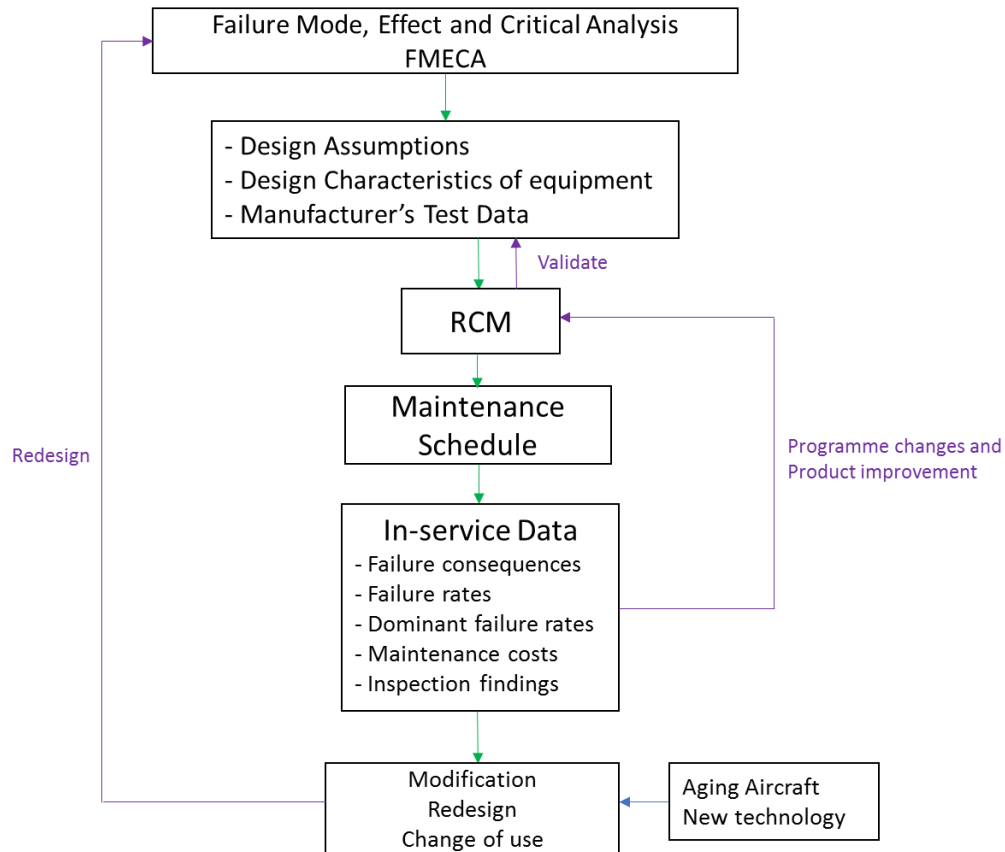 Failure Mode, Effect and Critical Analysis
FMECA
- Design Assumptions
- Design Characteristics of equipment
- Manufacturer's Test Data
Validate
RCM
Maintenance
Schedule
Redesign
Programme changes and
Product improvement
In-service Data
- Failure consequences
- Failure rates
- Dominant failure rates
- Maintenance costs
- Inspection findings
Modification
Redesign
Change of use
Aging Aircraft
New technology